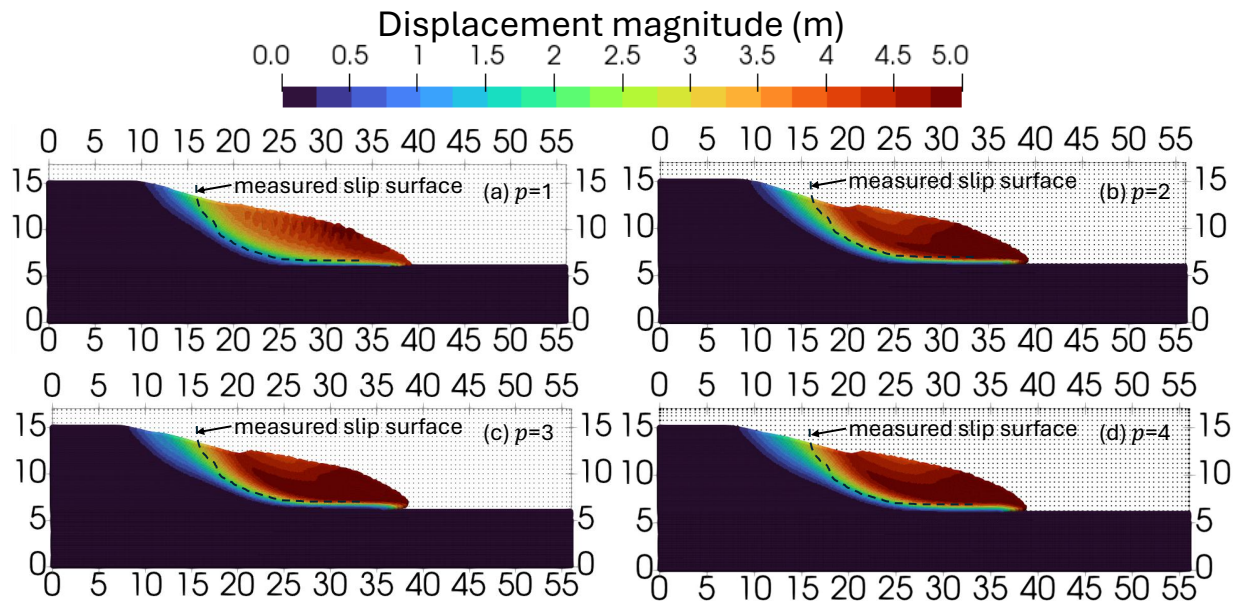 Displacement magnitude (m)
0.0 0.5 1 1.5 2 2.5 3 3.5 4 4.5 5.0
0 5 10 15 20 25 30 35 40 45 50 55
15 10 5 0
measured slip surface
(a) p=1
15 10 5 0
0 5 10 15 20 25 30 35 40 45 50 55
0 5 10 15 20 25 30 35 40 45 50 55
15 10 5 0
measured slip surface
(b) p=2
10 5 0
0 5 10 15 20 25 30 35 40 45 50 55
0 5 10 15 20 25 30 35 40 45 50 55
15 10 5 0
measured slip surface
(c) p=3
15 10 5 0
0 5 10 15 20 25 30 35 40 45 50 55
0 5 10 15 20 25 30 35 40 45 50 55
15 10 5 0
measured slip surface
(d) p=4
15 10 5 0
0 5 10 15 20 25 30 35 40 45 50 55